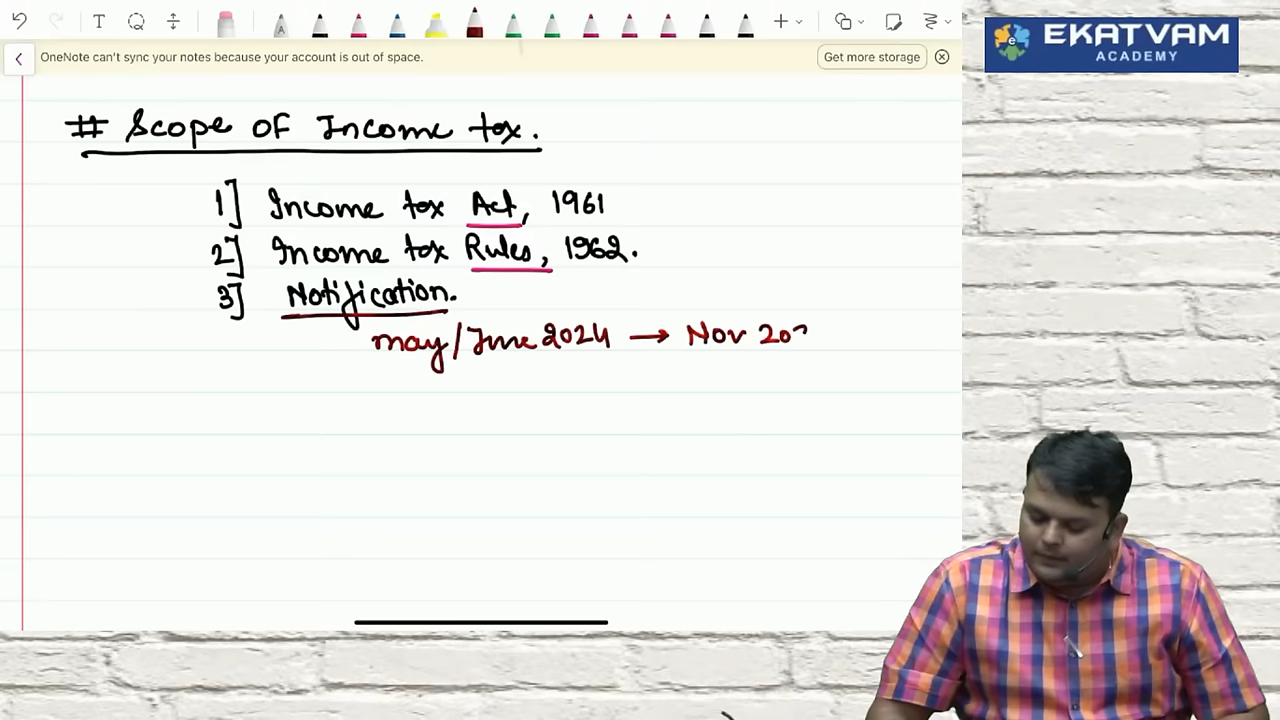 OneNote can't sync your notes because your account is out of space.
Get more storage
EKATVAM
ACADEMY
# Scope of Income tax.
1] Income tax Act, 1961
2] Income tax Rules, 1962.
3] Notification.
may/June 2024 → Nov 20